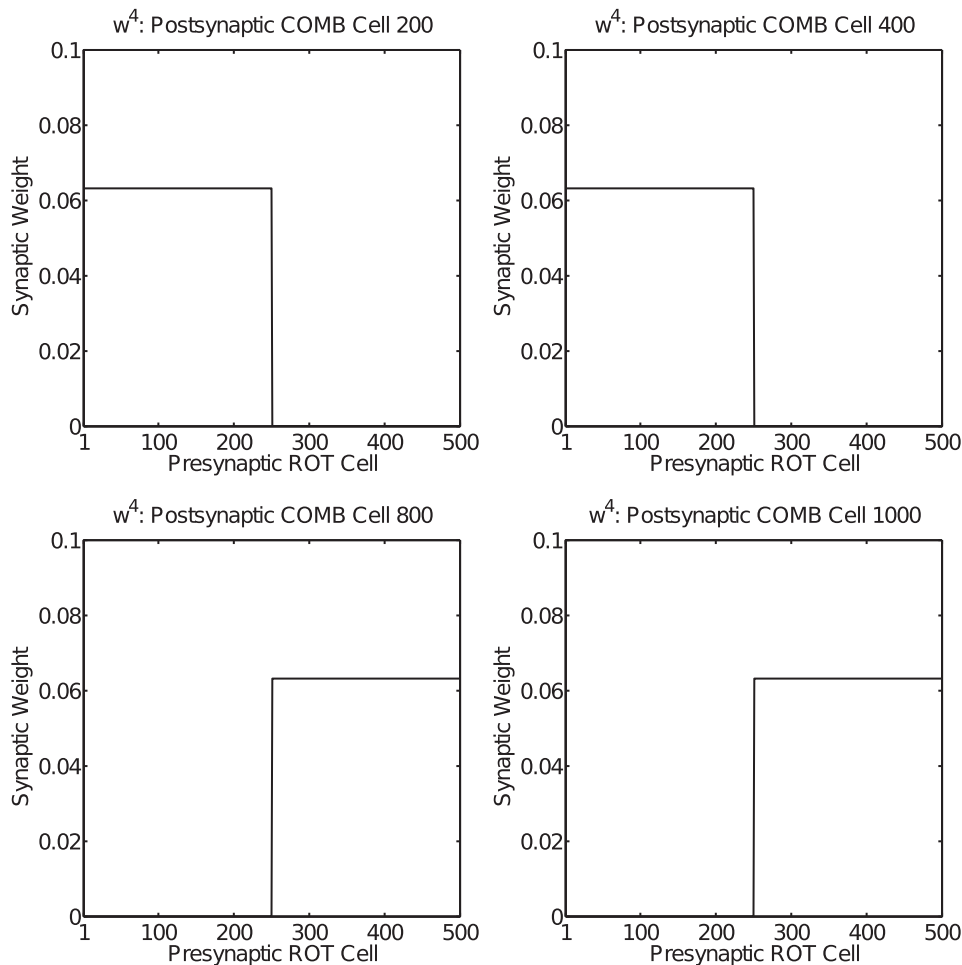 w⁴: Postsynaptic COMB Cell 200
0.1
0.08
0.06
0.04
0.02
0
Synaptic Weight
1 100 200 300 400 500
Presynaptic ROT Cell
w⁴: Postsynaptic COMB Cell 400
0.1
0.08
0.06
0.04
0.02
0
Synaptic Weight
1 100 200 300 400 500
Presynaptic ROT Cell
w⁴: Postsynaptic COMB Cell 800
0.1
0.08
0.06
0.04
0.02
0
Synaptic Weight
1 100 200 300 400 500
Presynaptic ROT Cell
w⁴: Postsynaptic COMB Cell 1000
0.1
0.08
0.06
0.04
0.02
0
Synaptic Weight
1 100 200 300 400 500
Presynaptic ROT Cell